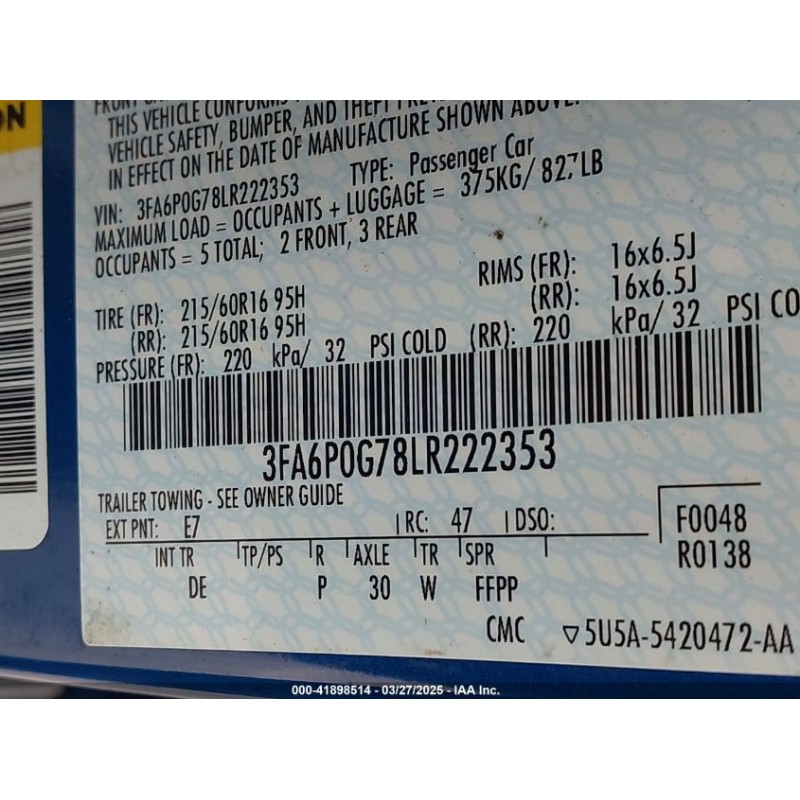 ON
THIS VEHICLE CONFORMS
VEHICLE SAFETY, BUMPER, AND THEFT
IN EFFECT ON THE DATE OF MANUFACTURE SHOWN ABOVE.
VIN: 3FA6P0G78LR222353 TYPE: Passenger Car
MAXIMUM LOAD = OCCUPANTS + LUGGAGE = 375KG/ 827LB
OCCUPANTS = 5 TOTAL; 2 FRONT, 3 REAR
TIRE (FR): 215/60R16 95H RIMS (FR): 16x6.5J
(RR): 215/60R16 95H (RR): 16x6.5J
PRESSURE (FR): 220 kPa/ 32 PSI COLD (RR): 220 kPa/ 32 PSI CO
3FA6P0G78LR222353
TRAILER TOWING - SEE OWNER GUIDE
EXT PNT: E7 RC: 47 DSO: F0048
INT TR TP/PS R AXLE TR SPR R0138
DE P 30 W FFPP
CMC ▽5U5A-5420472-AA
000-41898514 - 03/27/2025 - IAA Inc.